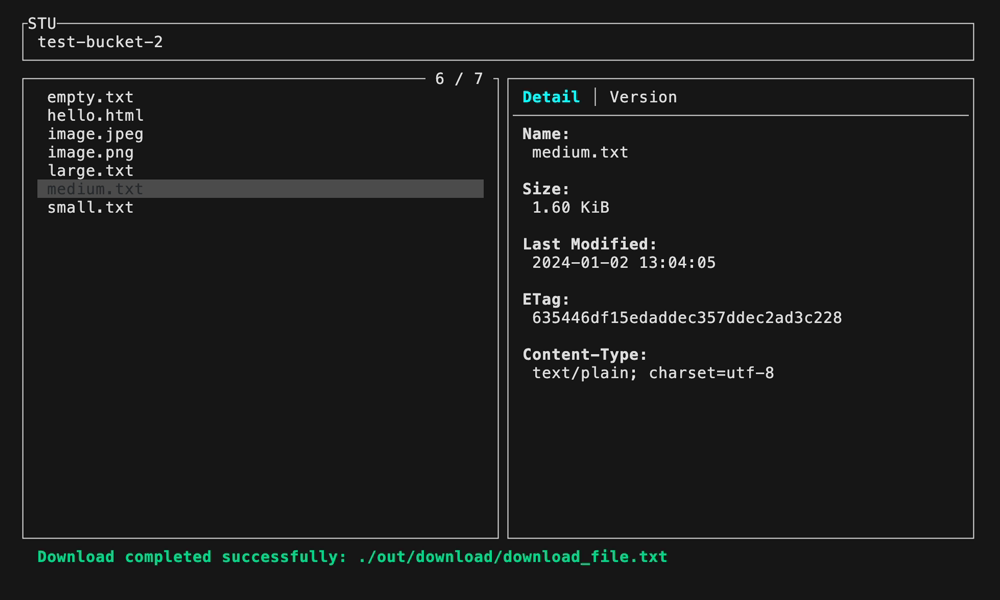 STU
test-bucket-2
6 / 7
empty.txt
hello.html
image.jpeg
image.png
large.txt
medium.txt
small.txt
Detail │ Version
Name:
medium.txt
Size:
1.60 KiB
Last Modified:
2024-01-02 13:04:05
ETag:
635446df15edaddec357ddec2ad3c228
Content-Type:
text/plain; charset=utf-8
Download completed successfully: ./out/download/download_file.txt